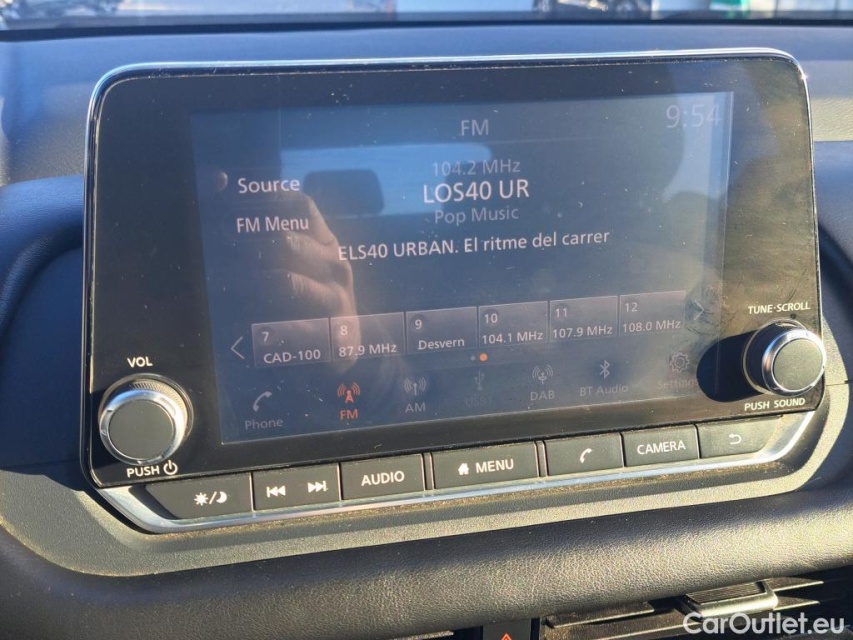 FM
9:54
104.2 MHz
Source
LOS40 UR
Pop Music
FM Menu
ELS40 URBAN. El ritme del carrer
7
CAD-100
8
87.9 MHz
9
Desvern
10
104.1 MHz
11
107.9 MHz
12
108.0 MHz
Phone
FM
AM
DAB
BT Audio
Settings
VOL
PUSH
TUNE·SCROLL
PUSH SOUND
AUDIO
MENU
CAMERA
CarOutlet.eu